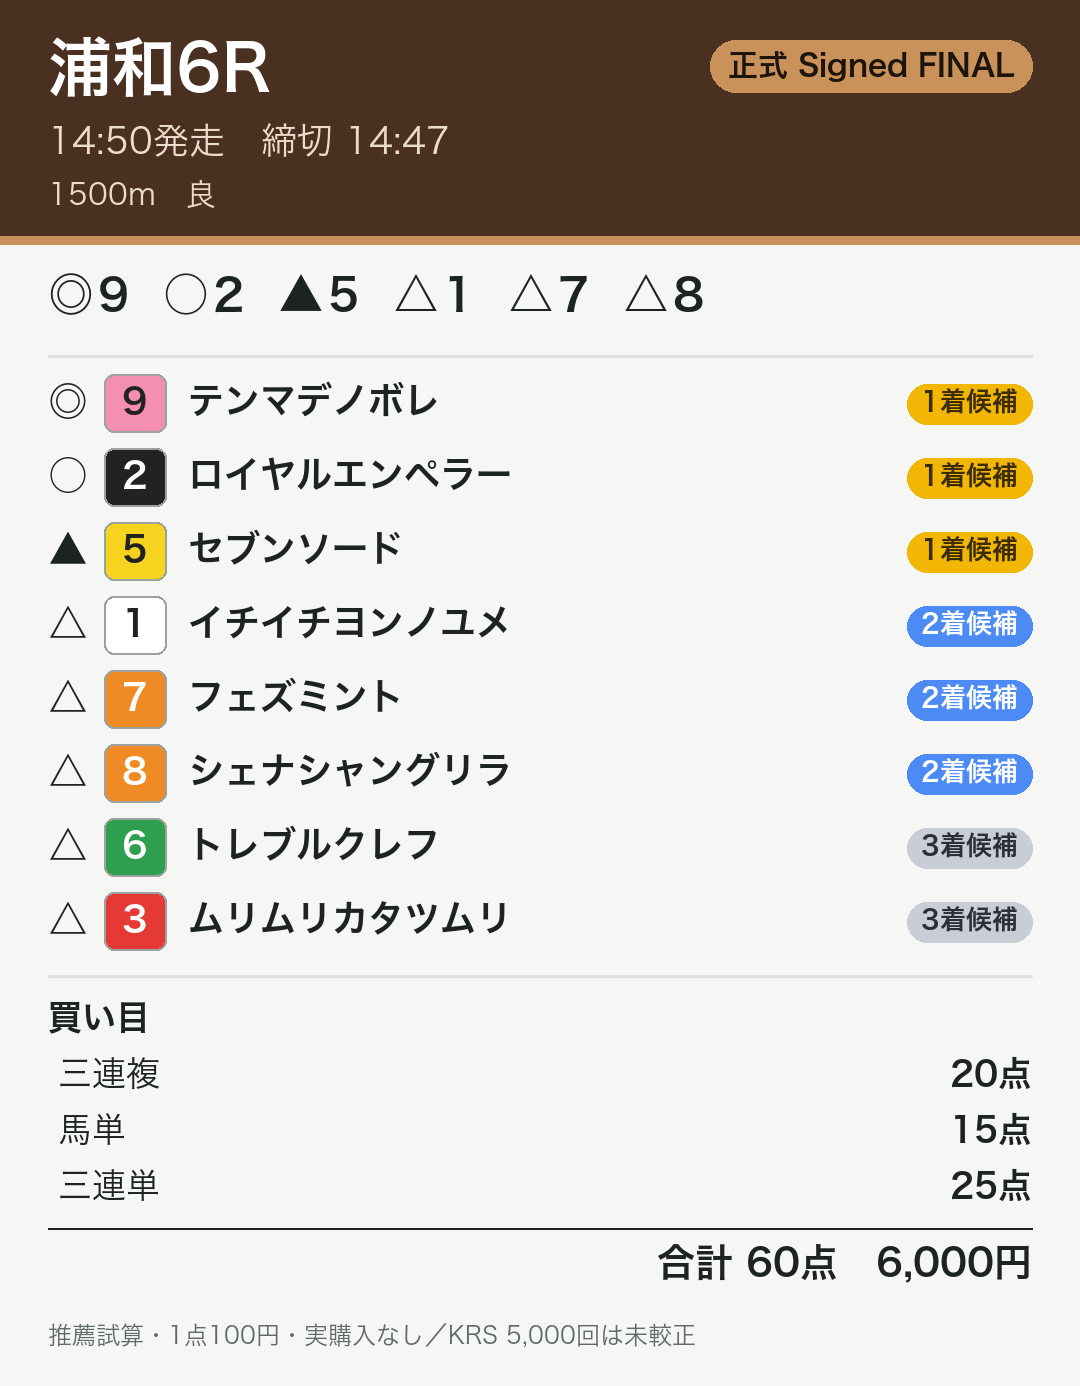 浦和6R
正式 Signed FINAL
14:50発走　締切 14:47
1500m　良
◎9 ○2 ▲5 △1 △7 △8
◎ 9 テンマデノボレ 1着候補
○ 2 ロイヤルエンペラー 1着候補
▲ 5 セブンソード 1着候補
△ 1 イチイチヨンノユメ 2着候補
△ 7 フェズミント 2着候補
△ 8 シェナシャングリラ 2着候補
△ 6 トレブルクレフ 3着候補
△ 3 ムリムリカタツムリ 3着候補
買い目
三連複 20点
馬単 15点
三連単 25点
合計 60点　6,000円
推薦試算・1点100円・実購入なし／KRS 5,000回は未較正